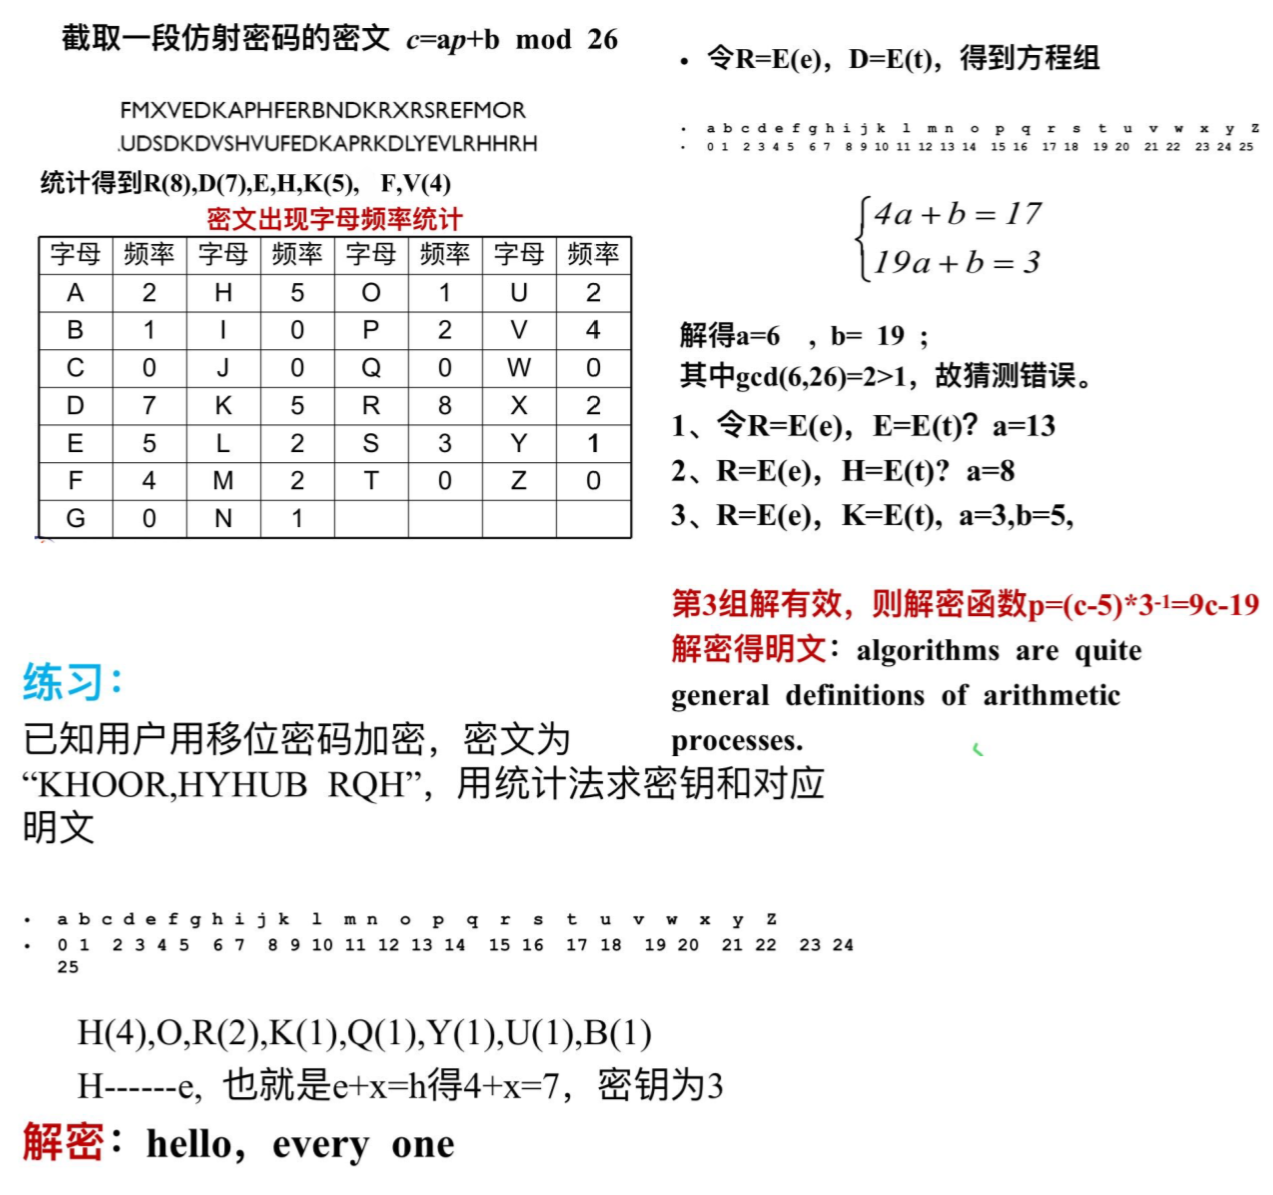 截取一段仿射密码的密文 c=ap+b mod 26
FMXVEDKAPHFERBNDKRXRSREFMOR
.UDSDKDVSHVUFEDKAPRKDLYEVLRHHRH
统计得到R(8),D(7),E,H,K(5), F,V(4)
密文出现字母频率统计
字母 频率 字母 频率 字母 频率 字母 频率
A 2 H 5 O 1 U 2
B 1 I 0 P 2 V 4
C 0 J 0 Q 0 W 0
D 7 K 5 R 8 X 2
E 5 L 2 S 3 Y 1
F 4 M 2 T 0 Z 0
G 0 N 1
• 令R=E(e)，D=E(t)，得到方程组
• a b c d e f g h i j k l m n o p q r s t u v w x y Z
• 0 1 2 3 4 5 6 7 8 9 10 11 12 13 14 15 16 17 18 19 20 21 22 23 24 25
4a+b=17
19a+b=3
解得a=6 ，b= 19 ；
其中gcd(6,26)=2>1，故猜测错误。
1、令R=E(e)，E=E(t)？a=13
2、R=E(e)，H=E(t)? a=8
3、R=E(e)，K=E(t), a=3,b=5,
第3组解有效，则解密函数p=(c-5)*3⁻¹=9c-19
解密得明文：algorithms are quite
general definitions of arithmetic
processes.
练习：
已知用户用移位密码加密，密文为
“KHOOR,HYHUB RQH”，用统计法求密钥和对应
明文
• a b c d e f g h i j k l m n o p q r s t u v w x y Z
• 0 1 2 3 4 5 6 7 8 9 10 11 12 13 14 15 16 17 18 19 20 21 22 23 24
25
H(4),O,R(2),K(1),Q(1),Y(1),U(1),B(1)
H------e, 也就是e+x=h得4+x=7，密钥为3
解密：hello，every one